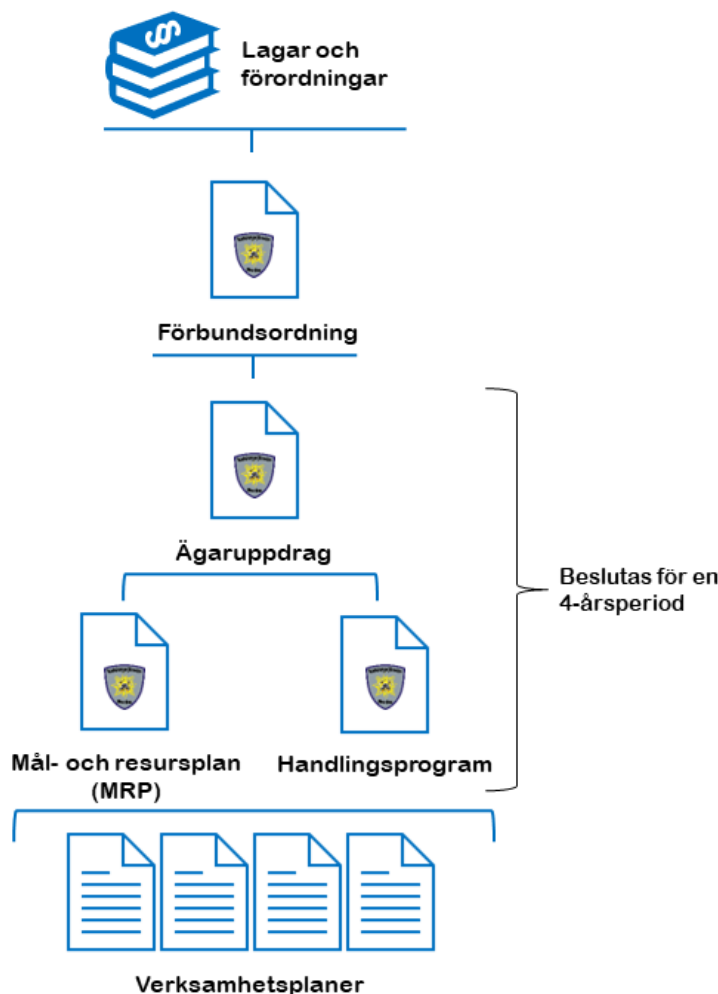 §
Lagar och
förordningar
Förbundsordning
Ägaruppdrag
Beslutas för en
4-årsperiod
Mål- och resursplan
(MRP)
Handlingsprogram
Verksamhetsplaner